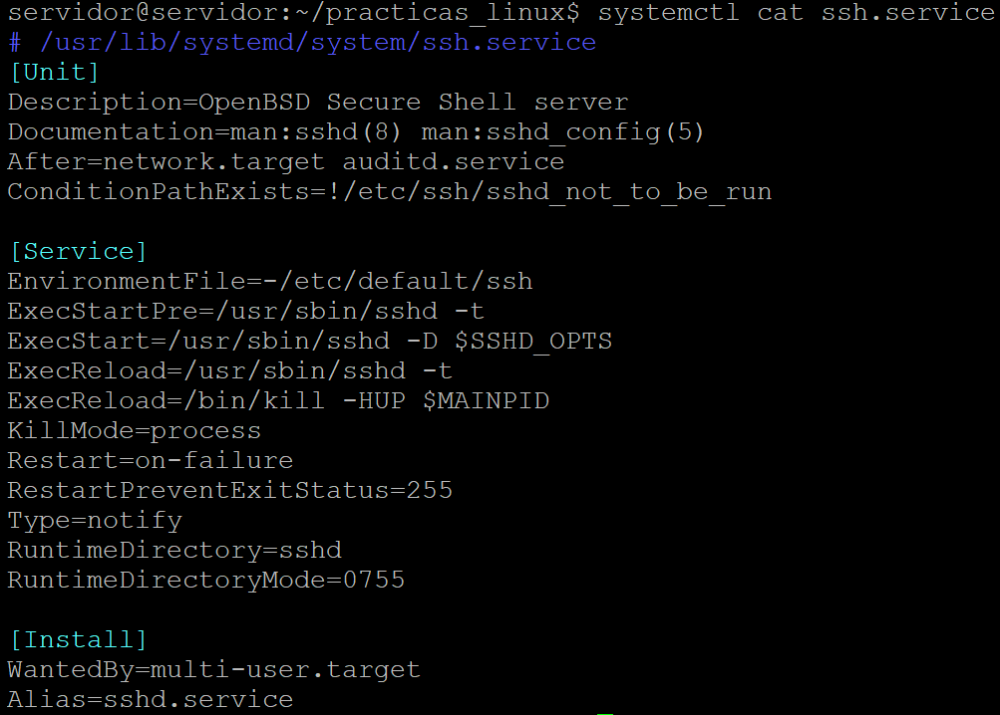 servidor@servidor:~/practicas_linux$ systemctl cat ssh.service
# /usr/lib/systemd/system/ssh.service
[Unit]
Description=OpenBSD Secure Shell server
Documentation=man:sshd(8) man:sshd_config(5)
After=network.target auditd.service
ConditionPathExists=!/etc/ssh/sshd_not_to_be_run

[Service]
EnvironmentFile=-/etc/default/ssh
ExecStartPre=/usr/sbin/sshd -t
ExecStart=/usr/sbin/sshd -D $SSHD_OPTS
ExecReload=/usr/sbin/sshd -t
ExecReload=/bin/kill -HUP $MAINPID
KillMode=process
Restart=on-failure
RestartPreventExitStatus=255
Type=notify
RuntimeDirectory=sshd
RuntimeDirectoryMode=0755

[Install]
WantedBy=multi-user.target
Alias=sshd.service